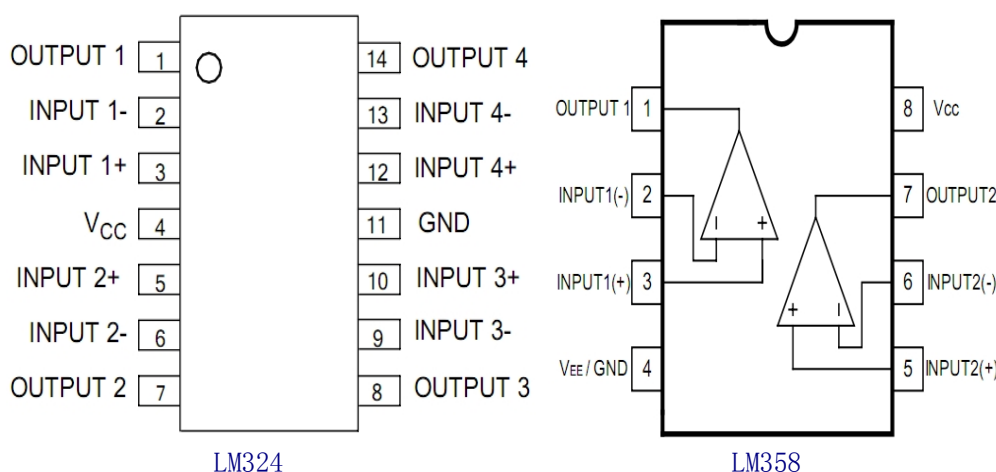 OUTPUT 1 1 14 OUTPUT 4
INPUT 1- 2 13 INPUT 4-
INPUT 1+ 3 12 INPUT 4+
VCC 4 11 GND
INPUT 2+ 5 10 INPUT 3+
INPUT 2- 6 9 INPUT 3-
OUTPUT 2 7 8 OUTPUT 3
LM324
OUTPUT 1 1 8 Vcc
INPUT1(-) 2 7 OUTPUT2
- +
INPUT1(+) 3 6 INPUT2(-)
+ -
VEE / GND 4 5 INPUT2(+)
LM358